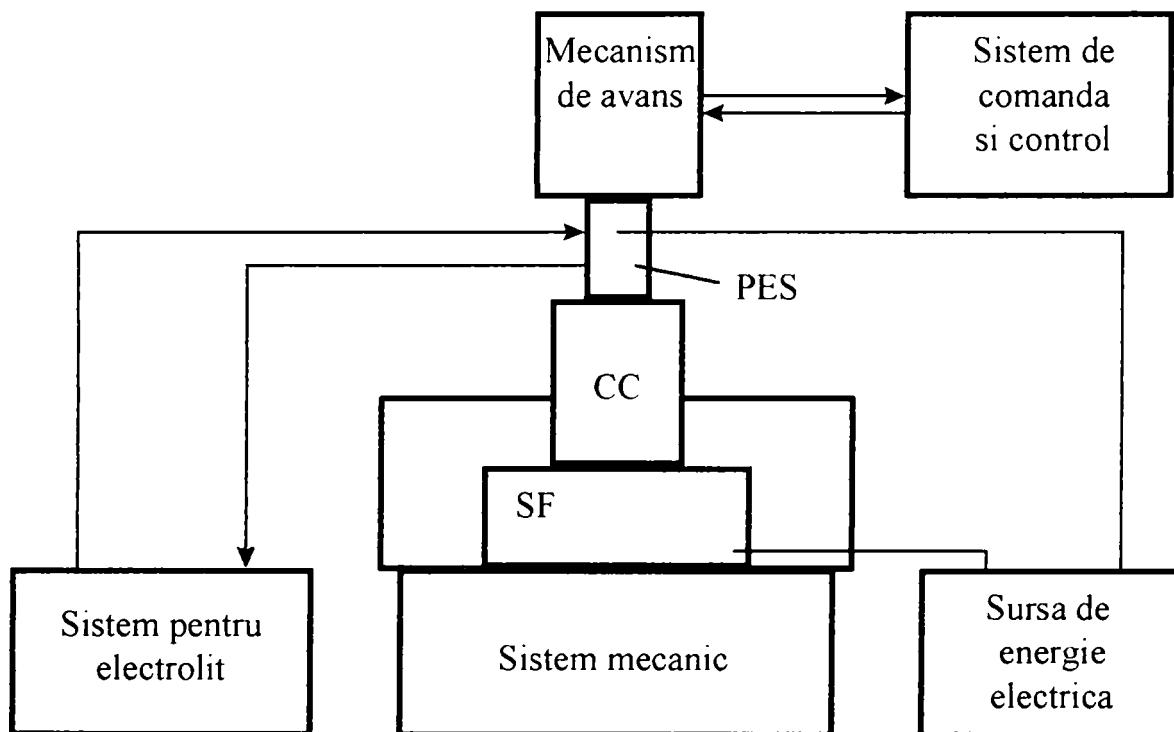 Mecanism
de avans
Sistem de
comanda
si control
PES
CC
SF
Sistem pentru
electrolit
Sistem mecanic
Sursa de
energie
electrica